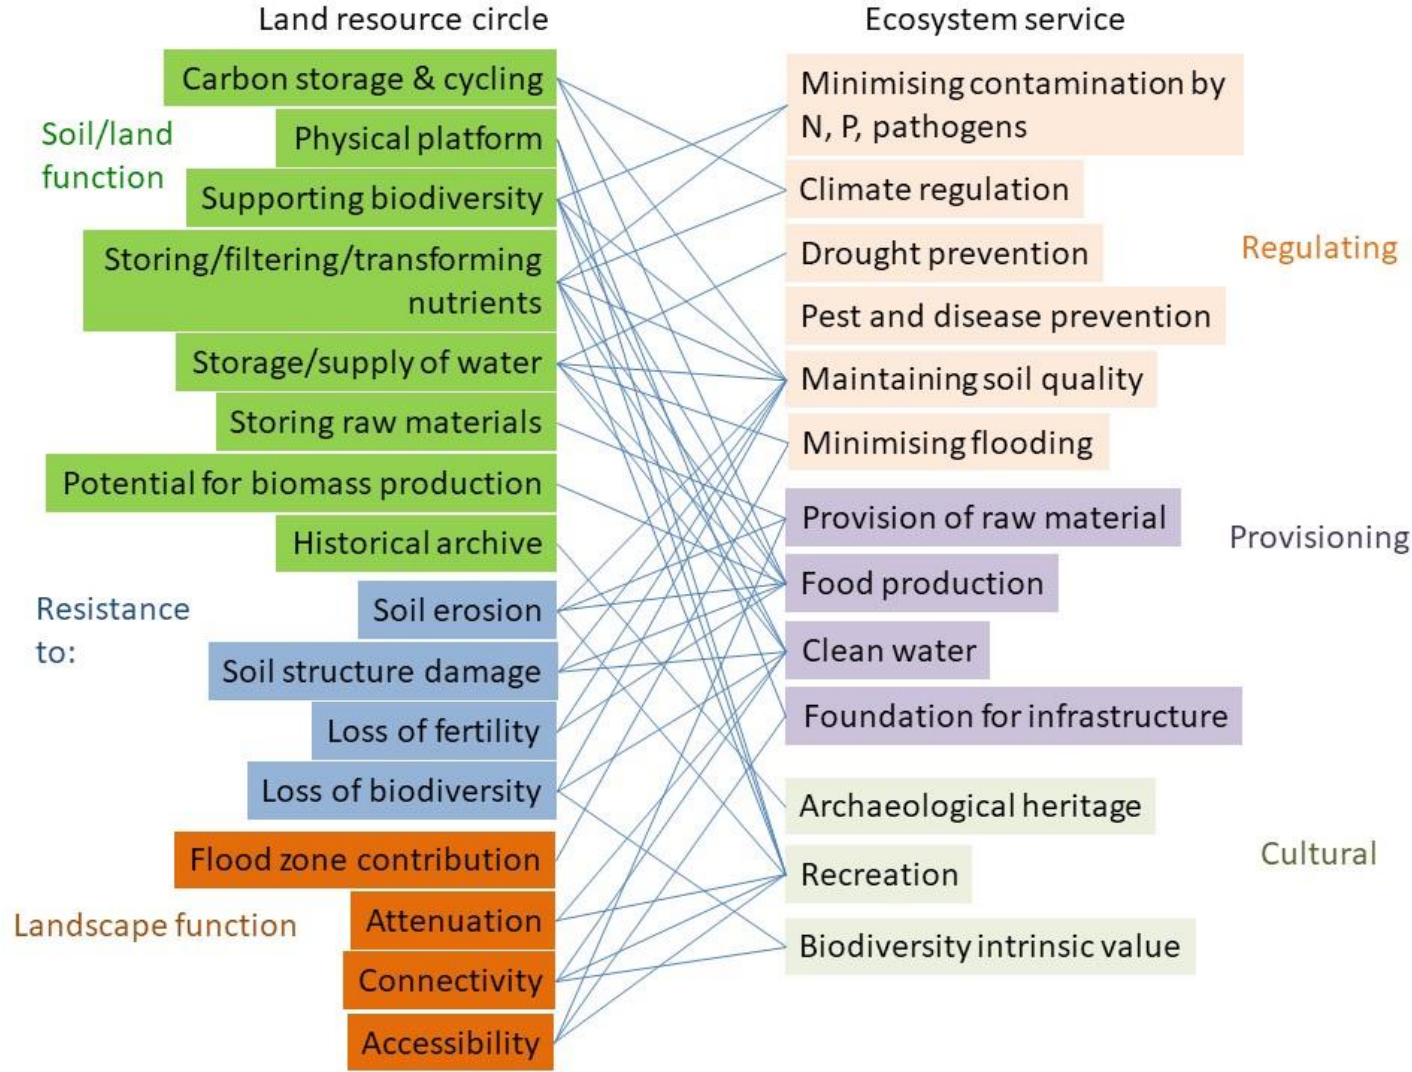 Land resource circle
Ecosystem service
Soil/land
function
Carbon storage & cycling
Physical platform
Supporting biodiversity
Storing/filtering/transforming
nutrients
Storage/supply of water
Storing raw materials
Potential for biomass production
Historical archive
Resistance
to:
Soil erosion
Soil structure damage
Loss of fertility
Loss of biodiversity
Landscape function
Flood zone contribution
Attenuation
Connectivity
Accessibility
Minimising contamination by
N, P, pathogens
Climate regulation
Drought prevention
Pest and disease prevention
Maintaining soil quality
Minimising flooding
Regulating
Provision of raw material
Food production
Clean water
Foundation for infrastructure
Provisioning
Archaeological heritage
Recreation
Biodiversity intrinsic value
Cultural